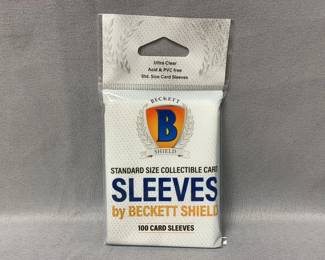 Ultra Clear
Acid & PVC free
Std. Size Card Sleeves
BECKETT
B
SHIELD
STANDARD SIZE COLLECTIBLE CARD
SLEEVES
by BECKETT SHIELD
100 CARD SLEEVES